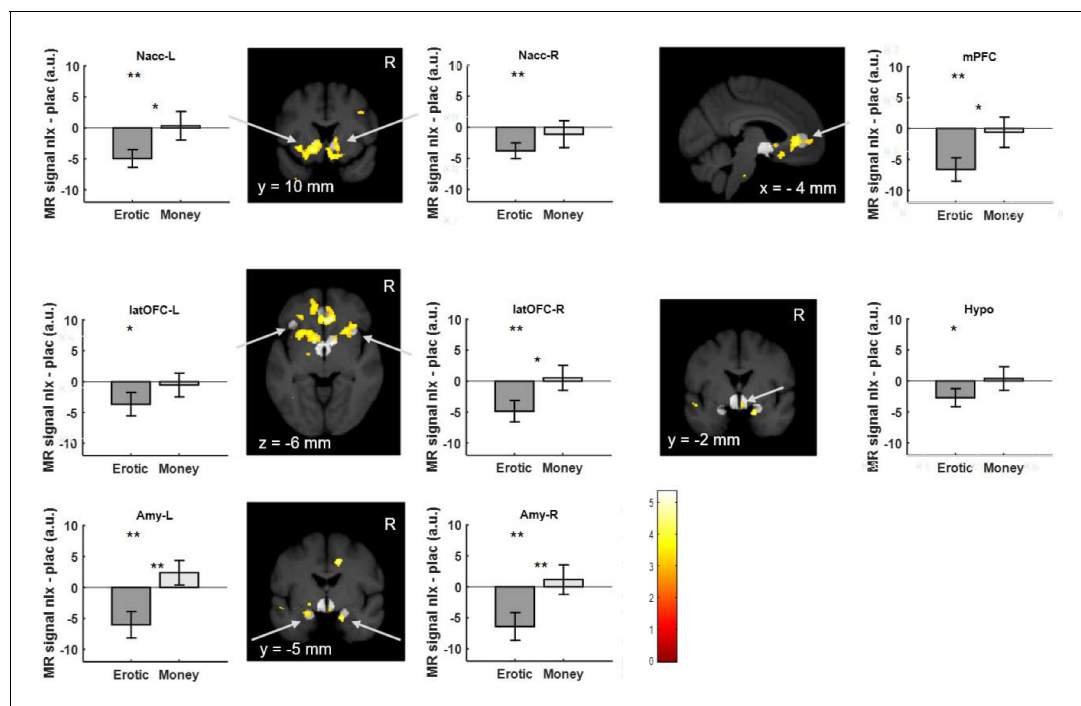 Nacc-L
MR signal nlx - plac (a.u.)
10
5
0
-5
-10
**
*
Erotic Money
R
y = 10 mm
Nacc-R
MR signal nlx - plac (a.u.)
10
5
0
-5
-10
**
Erotic Money
x = - 4 mm
mPFC
MR signal nlx - plac (a.u.)
10
5
0
-5
-10
**
*
Erotic Money
latOFC-L
MR signal nlx - plac (a.u.)
10
5
0
-5
-10
*
Erotic Money
R
z = -6 mm
latOFC-R
MR signal nlx - plac (a.u.)
10
5
0
-5
-10
**
*
Erotic Money
R
y = -2 mm
Hypo
MR signal nlx - plac (a.u.)
10
5
0
-5
-10
*
Erotic Money
Amy-L
MR signal nlx - plac (a.u.)
10
5
0
-5
-10
**
**
Erotic Money
R
y = -5 mm
Amy-R
MR signal nlx - plac (a.u.)
10
5
0
-5
-10
**
**
Erotic Money
5
4
3
2
1
0